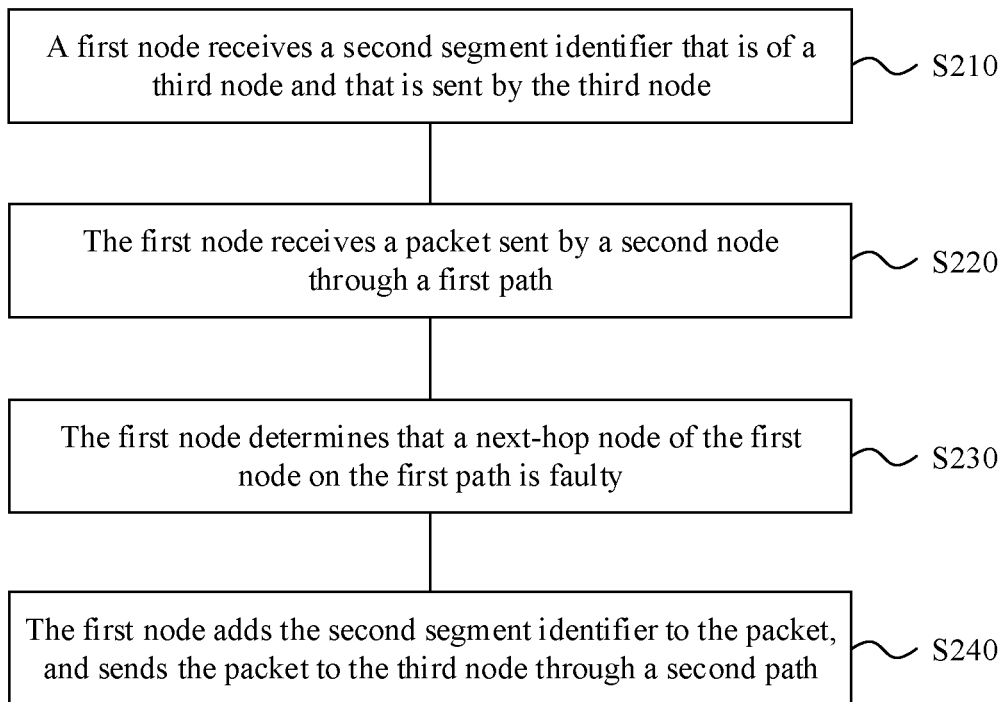 A first node receives a second segment identifier that is of a
third node and that is sent by the third node
S210
The first node receives a packet sent by a second node
through a first path
S220
The first node determines that a next-hop node of the first
node on the first path is faulty
S230
The first node adds the second segment identifier to the packet,
and sends the packet to the third node through a second path
S240